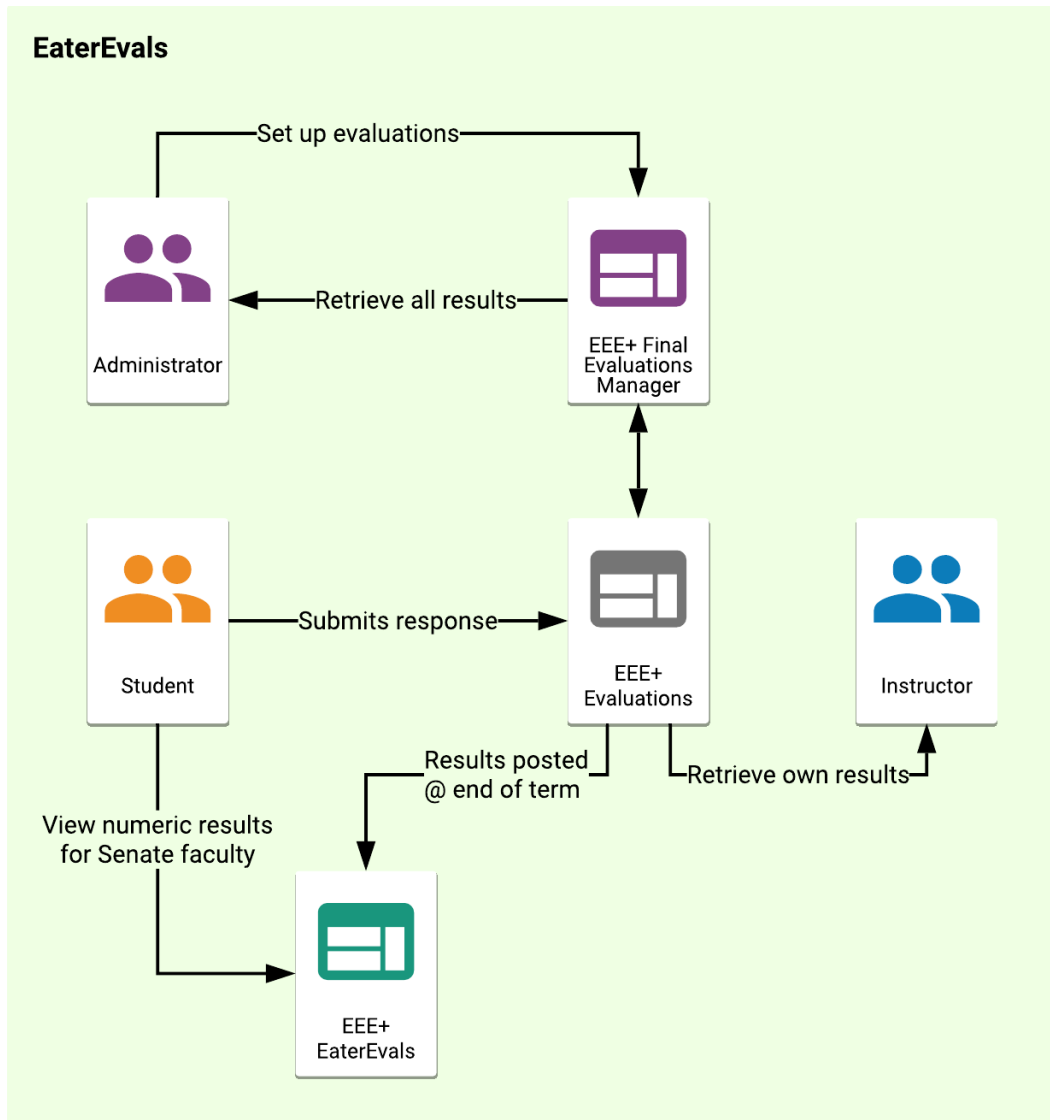 EaterEvals
Set up evaluations
Retrieve all results
Administrator
EEE+ Final
Evaluations
Manager
Submits response
Student
EEE+
Evaluations
Instructor
Results posted
@ end of term
Retrieve own results
View numeric results
for Senate faculty
EEE+
EaterEvals